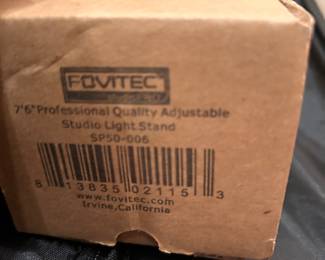 FOVITEC
7'6" Professional Quality Adjustable
Studio Light Stand
SP50-006
8 13835 02115 3
www.fovitec.com
Irvine, California